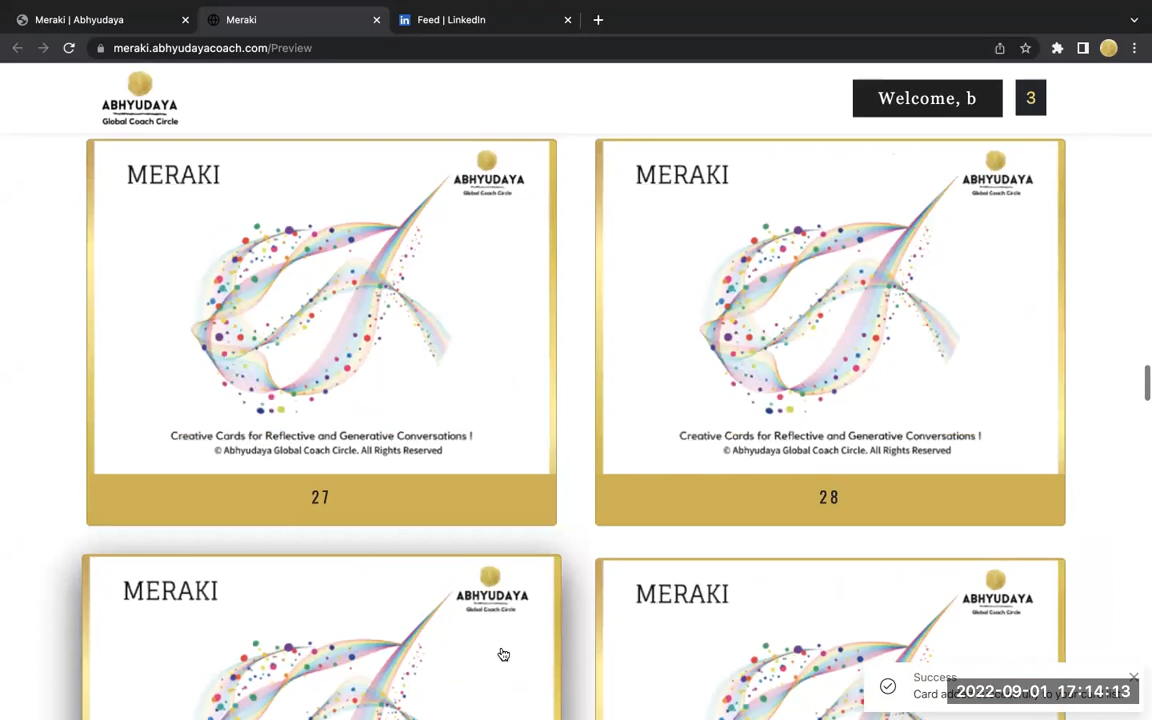 Meraki | Abhyudaya
Meraki
Feed | LinkedIn
meraki.abhyudayacoach.com/Preview
ABHYUDAYA
Global Coach Circle
Welcome, b
3
MERAKI
ABHYUDAYA
Global Coach Circle
Creative Cards for Reflective and Generative Conversations !
© Abhyudaya Global Coach Circle. All Rights Reserved
27
MERAKI
ABHYUDAYA
Global Coach Circle
Creative Cards for Reflective and Generative Conversations !
© Abhyudaya Global Coach Circle. All Rights Reserved
28
MERAKI
ABHYUDAYA
Global Coach Circle
MERAKI
ABHYUDAYA
Global Coach Circle
Success
Card
2022-09-01 17:14:13